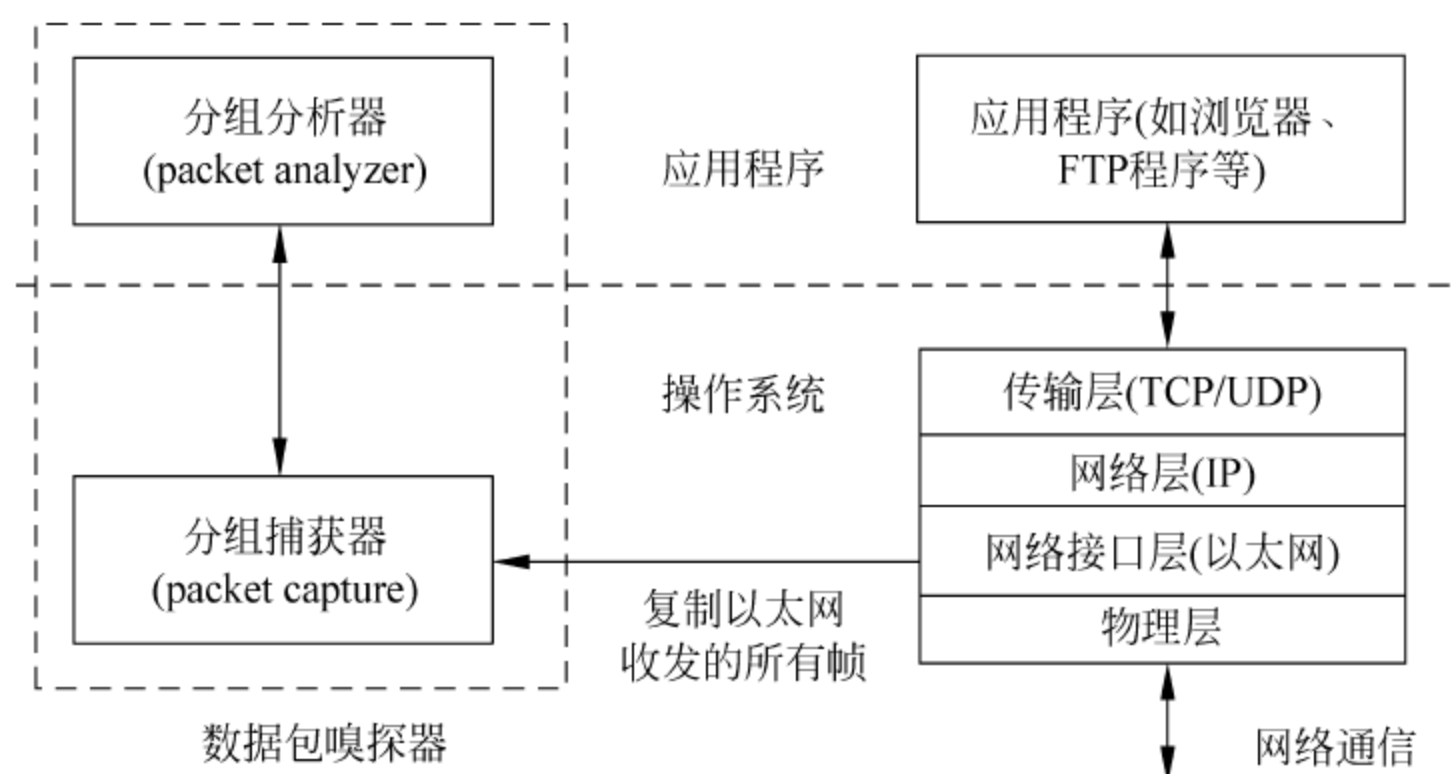 分组分析器
(packet analyzer)
应用程序
应用程序(如浏览器、
FTP程序等)
操作系统
传输层(TCP/UDP)
网络层(IP)
网络接口层(以太网)
物理层
分组捕获器
(packet capture)
复制以太网
收发的所有帧
数据包嗅探器
网络通信